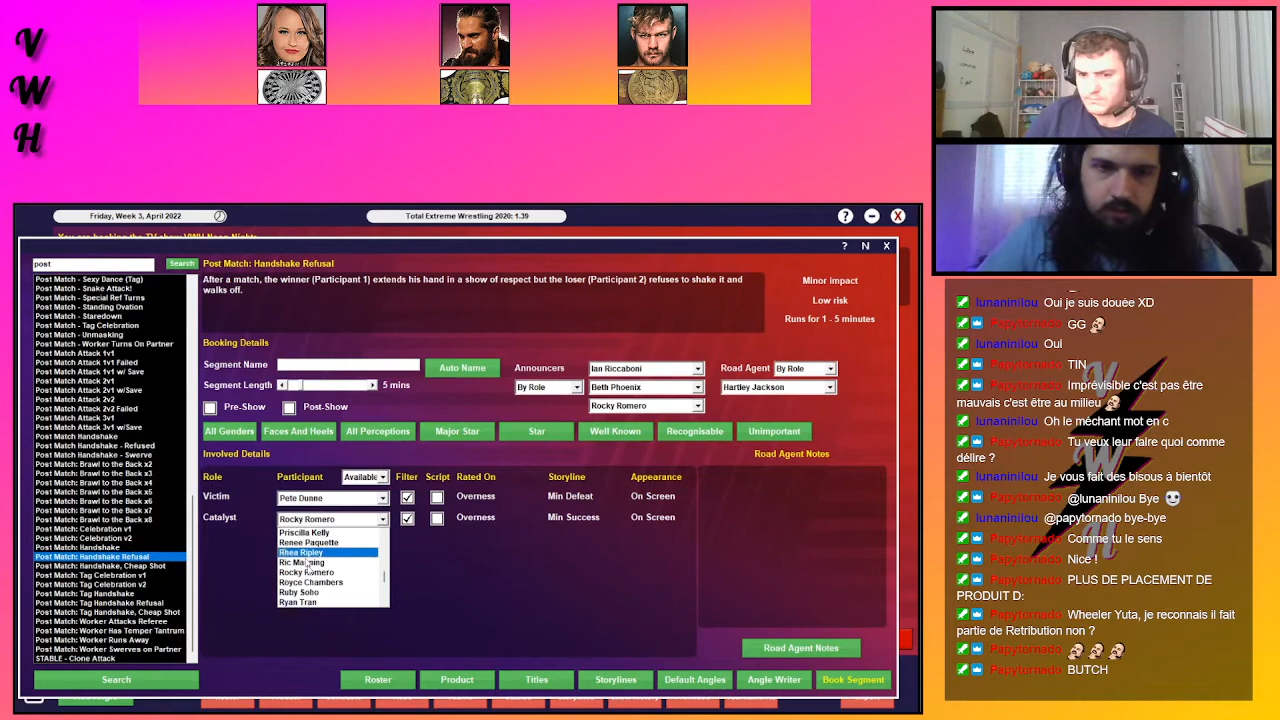 V
W
H
Friday, Week 3, April 2022
Total Extreme Wrestling 2020: 1.39
?
X
? N X
post
Search
Post Match: Handshake Refusal
Post Match - Sexy Dance (Tag)
Post Match - Snake Attack!
Post Match - Special Ref Turns
Post Match - Standing Ovation
Post Match - Staredown
Post Match - Tag Celebration
Post Match - Unmasking
Post Match - Worker Turns On Partner
Post Match Attack 1v1
Post Match Attack 1v1 Failed
Post Match Attack 1v1 w/ Save
Post Match Attack 2v1
Post Match Attack 2v1 w/Save
Post Match Attack 2v2
Post Match Attack 2v2 Failed
Post Match Attack 3v1
Post Match Attack 3v1 w/Save
Post Match Handshake
Post Match Handshake - Refused
Post Match Handshake - Swerve
Post Match: Brawl to the Back x2
Post Match: Brawl to the Back x3
Post Match: Brawl to the Back x4
Post Match: Brawl to the Back x5
Post Match: Brawl to the Back x6
Post Match: Brawl to the Back x7
Post Match: Brawl to the Back x8
Post Match: Celebration v1
Post Match: Celebration v2
Post Match: Handshake
Post Match: Handshake Refusal
Post Match: Handshake, Cheap Shot
Post Match: Tag Celebration v1
Post Match: Tag Celebration v2
Post Match: Tag Handshake
Post Match: Tag Handshake Refusal
Post Match: Tag Handshake, Cheap Shot
Post Match: Worker Attacks Referee
Post Match: Worker Has Temper Tantrum
Post Match: Worker Runs Away
Post Match: Worker Swerves on Partner
STABLE - Clone Attack
Search
After a match, the winner (Participant 1) extends his hand in a show of respect but the loser (Participant 2) refuses to shake it and
walks off.
Minor impact
Low risk
Runs for 1 - 5 minutes
Booking Details
Segment Name
Auto Name
Segment Length
5 mins
Pre-Show
Post-Show
Announcers
By Role
Ian Riccaboni
Beth Phoenix
Rocky Romero
Road Agent
By Role
Hartley Jackson
All Genders
Faces And Heels
All Perceptions
Major Star
Star
Well Known
Recognisable
Unimportant
Involved Details
Road Agent Notes
Role
Participant
Available
Filter
Script
Rated On
Storyline
Appearance
Victim
Pete Dunne
Overness
Min Defeat
On Screen
Catalyst
Rocky Romero
Overness
Min Success
On Screen
Priscilla Kelly
Renee Paquette
Rhea Ripley
Rocky Romero
Royce Chambers
Ruby Soho
Ryan Tran
Road Agent Notes
Roster
Product
Titles
Storylines
Default Angles
Angle Writer
Book Segment
lunaninilou Oui je suis douée XD
Papytornado GG
lunaninilou Oui
Papytornado TIN
Papytornado Imprévisible c'est pas être
mauvais c'est être au milieu
lunaninilou Oh le méchant mot en c
Papytornado Tu veux leur faire quoi comme
délire ?
lunaninilou Je vous fait des bisous à bientôt
Papytornado @lunaninilou Bye
lunaninilou @papytornado bye-bye
Papytornado Comme tu le sens
Papytornado Nice !
Papytornado PLUS DE PLACEMENT DE
PRODUIT D:
Papytornado Wheeler Yuta, je reconnais il fait
partie de Retribution non ?
Papytornado
Papytornado BUTCH
V
W
H